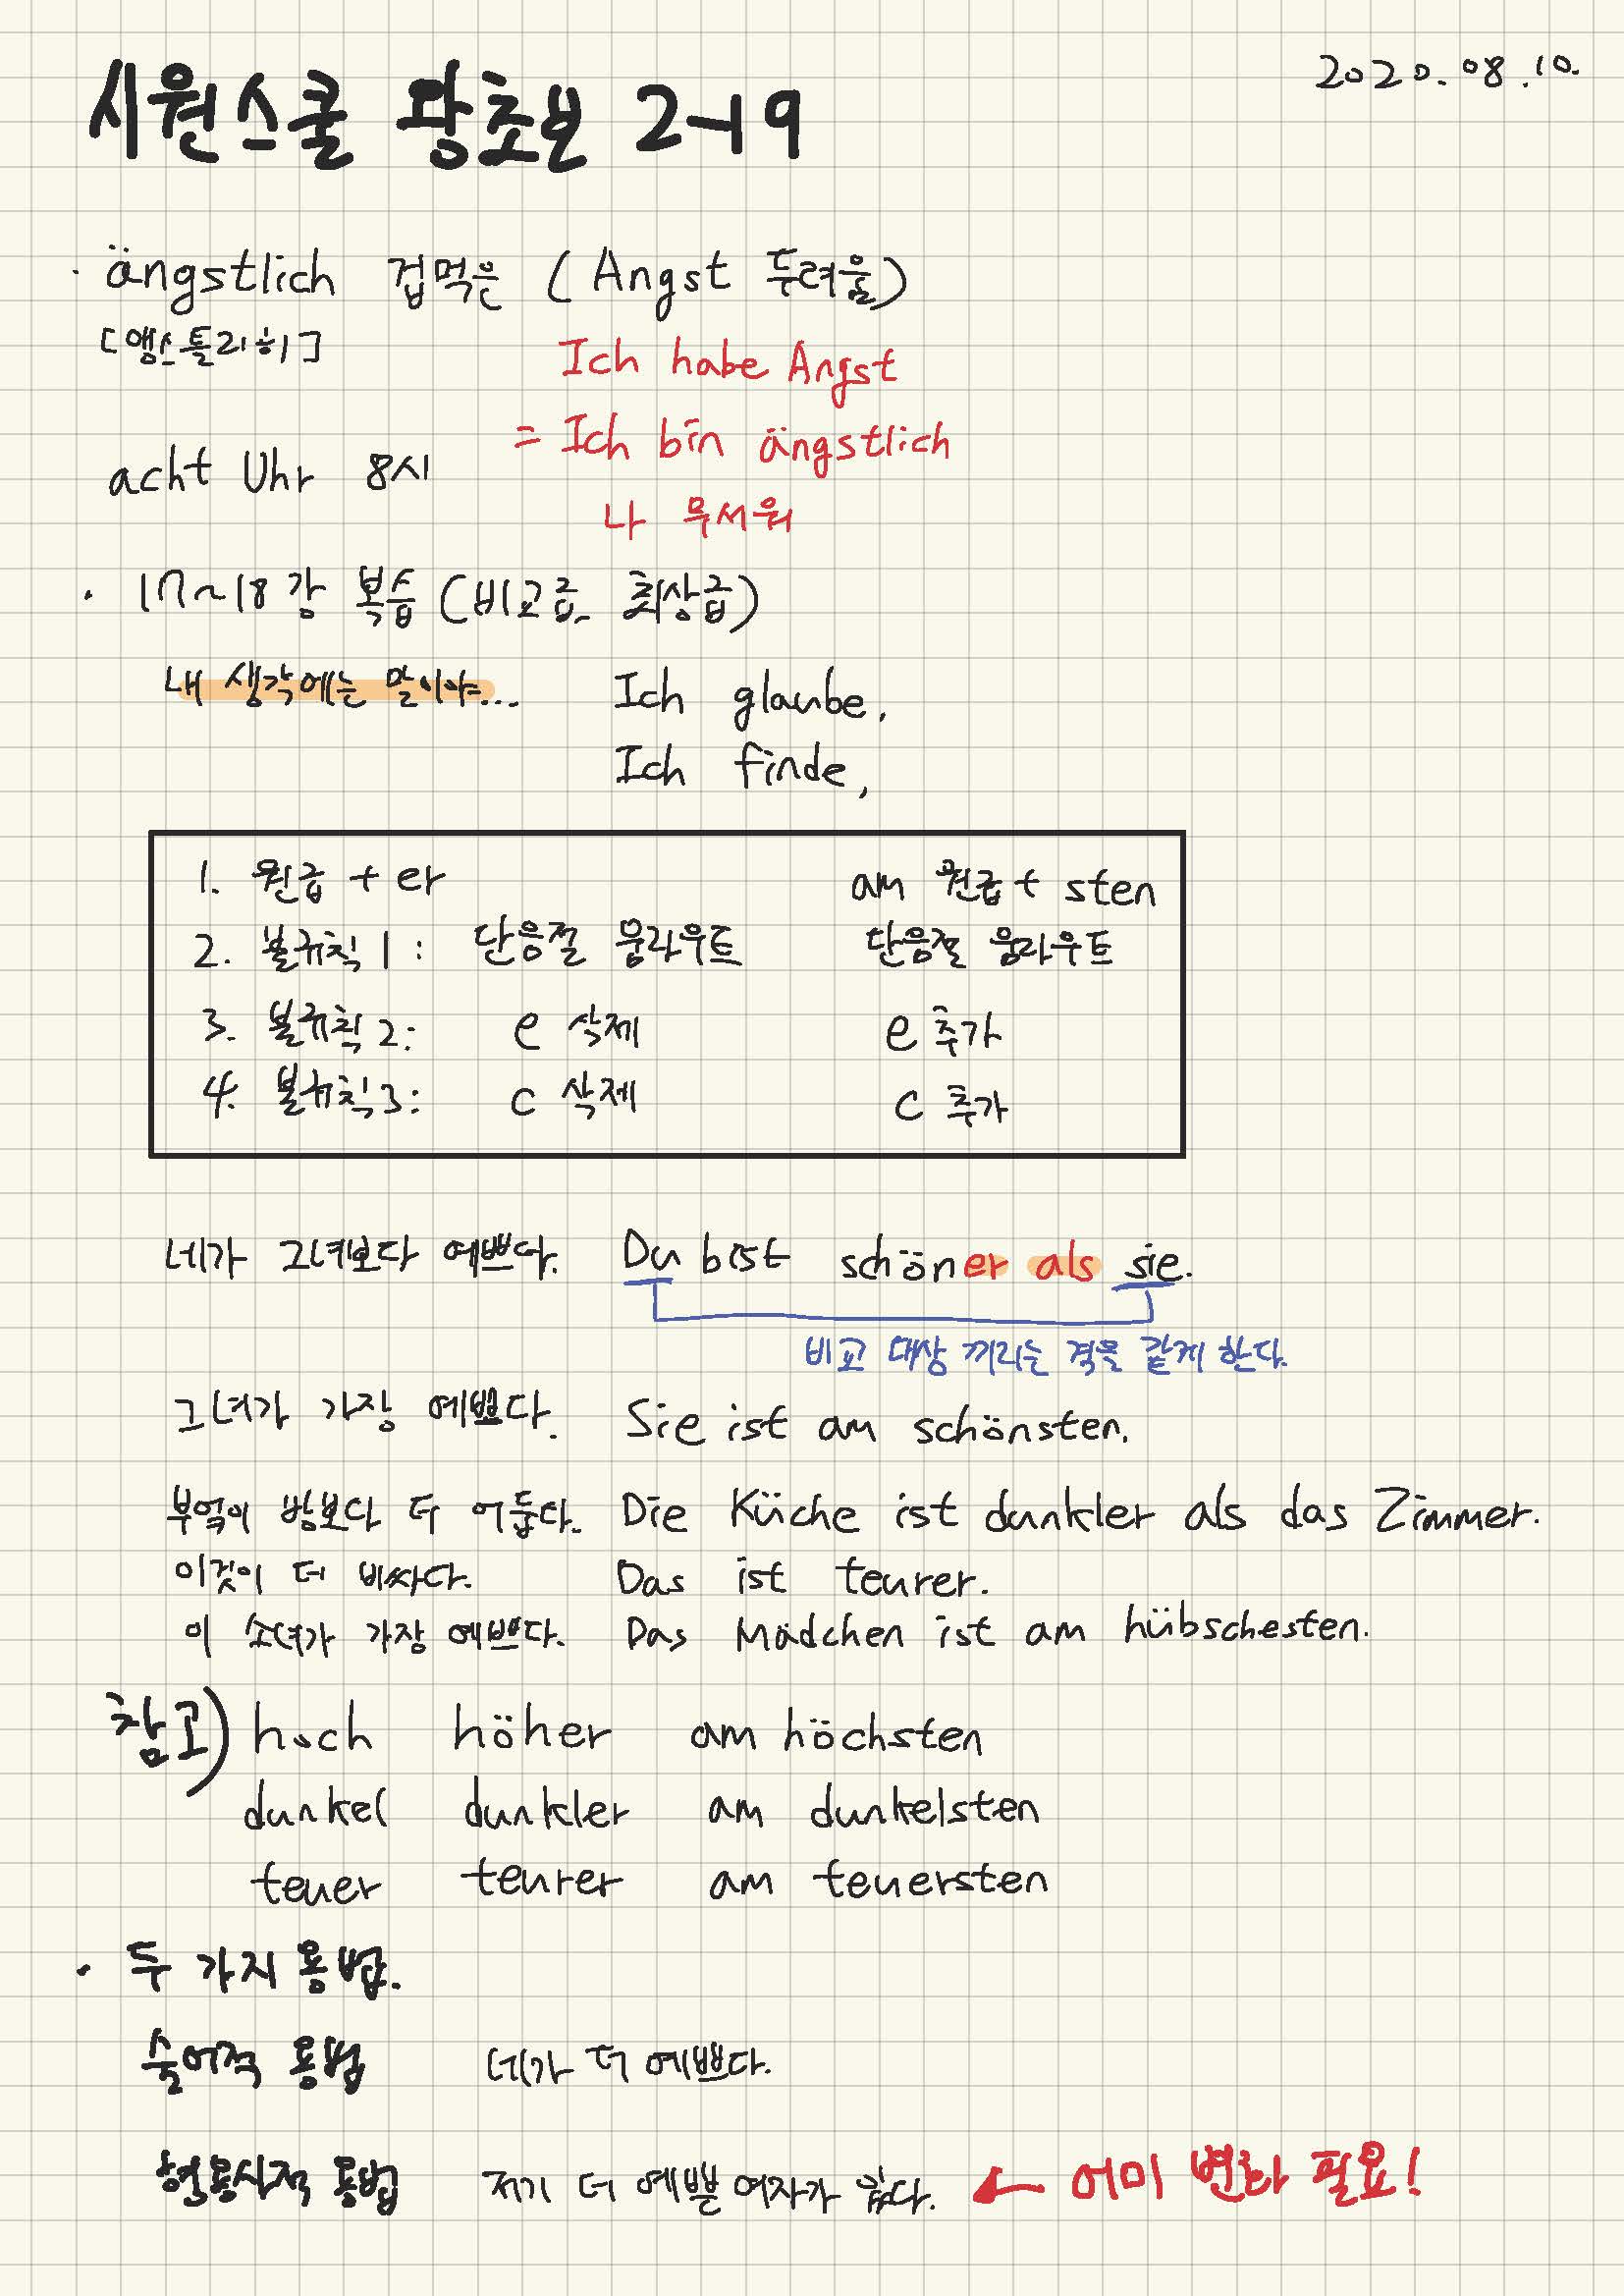 시원스쿨 왕초보 2-19
2020.08.10.
· ängstlich 겁먹은 (Angst 두려움)
[앵스틀리히]
Ich habe Angst
= Ich bin ängstlich
나 무서워
acht Uhr 8시
· 17~18강 복습 (비교급, 최상급)
내 생각에는 말이야... Ich glaube,
Ich finde,
1. 원급 + er am 원급 + sten
2. 불규칙 1: 단음절 움라우트 단음절 움라우트
3. 불규칙 2: e 삭제 e 추가
4. 불규칙 3: c 삭제 c 추가
네가 그녀보다 예쁘다. Du bist schöner als sie.
비교 대상 끼리는 격을 같게 한다.
그녀가 가장 예쁘다. Sie ist am schönsten.
부엌이 방보다 더 어둡다. Die Küche ist dunkler als das Zimmer.
이것이 더 비싸다. Das ist teurer.
이 소녀가 가장 예쁘다. Das Mädchen ist am hübschesten.
참고) hoch höher am höchsten
dunkel dunkler am dunkelsten
teuer teurer am teuersten
· 두 가지 용법.
술어적 용법 네가 더 예쁘다.
형용사적 용법 저기 더 예쁜 여자가 있다. ← 어미 변화 필요!